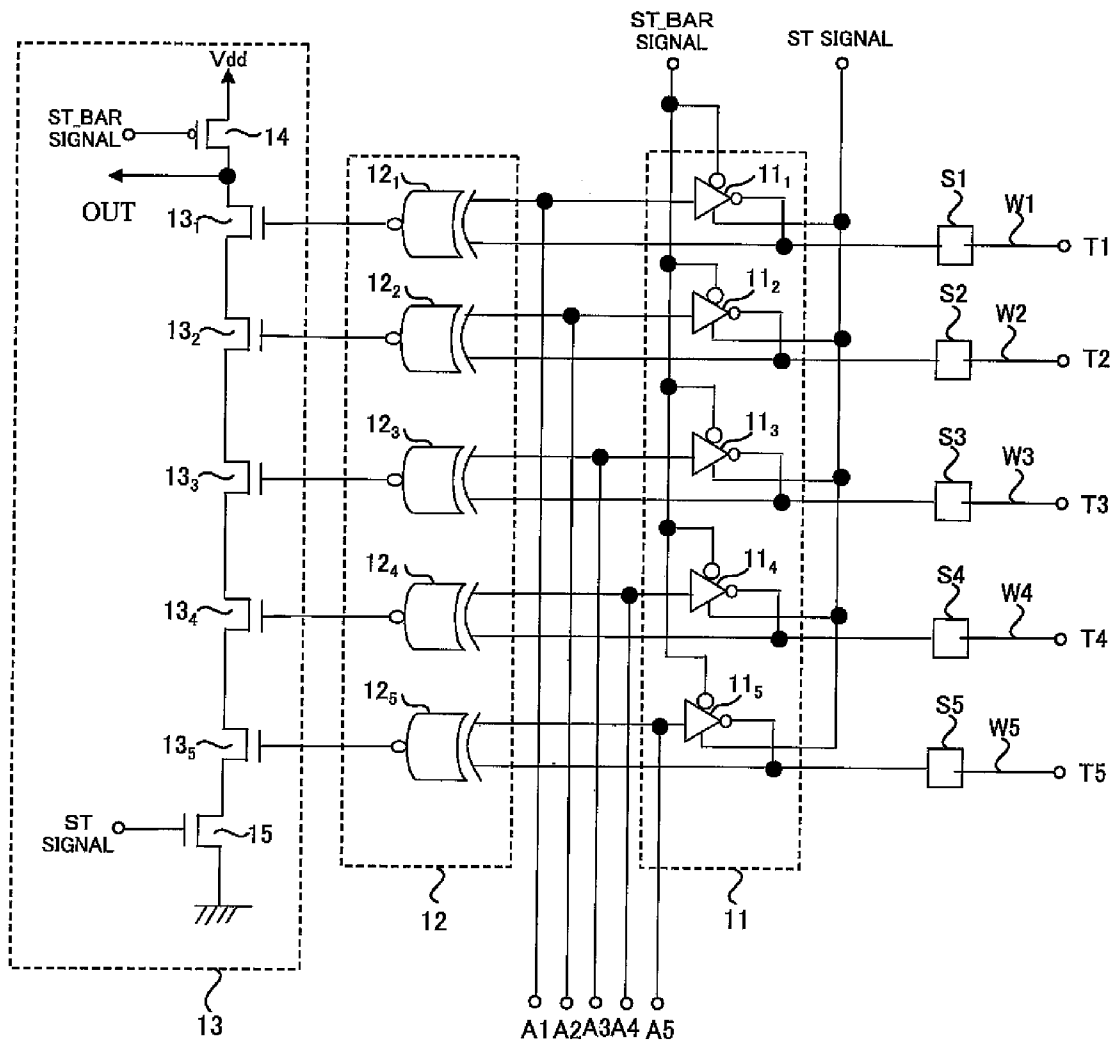 ST_BAR
SIGNAL
ST SIGNAL
Vdd
ST_BAR
SIGNAL
14
OUT
13₁
12₁
11₁
S1
W1
T1
13₂
12₂
11₂
S2
W2
T2
13₃
12₃
11₃
S3
W3
T3
13₄
12₄
11₄
S4
W4
T4
13₅
12₅
11₅
S5
W5
T5
ST
SIGNAL
15
12
11
13
A1 A2 A3 A4 A5